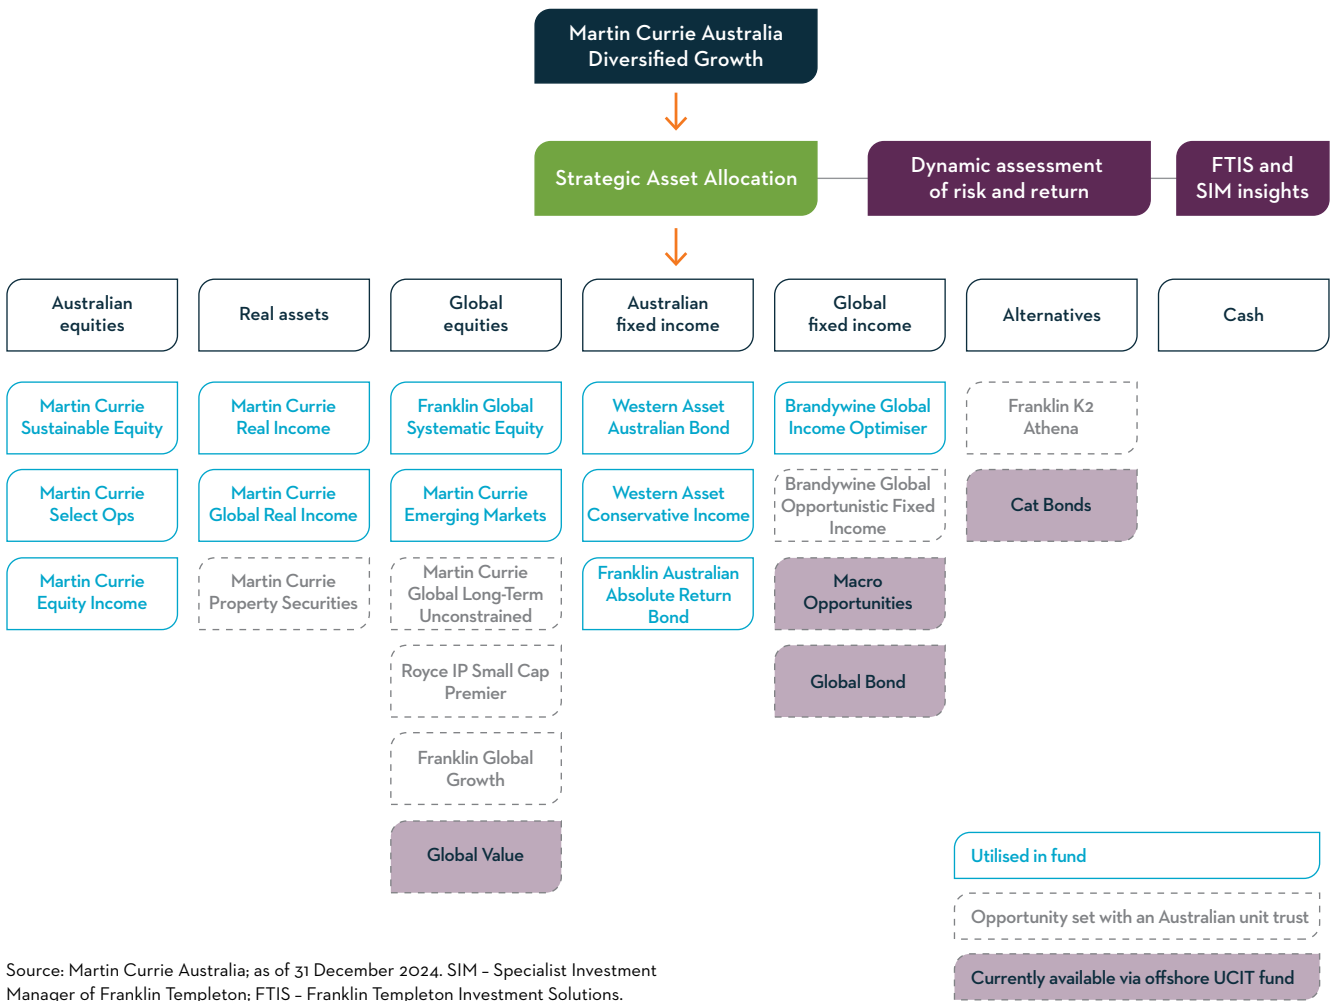 Martin Currie Australia
Diversified Growth
Strategic Asset Allocation
Dynamic assessment
of risk and return
FTIS and
SIM insights
Australian
equities
Real assets
Global
equities
Australian
fixed income
Global
fixed income
Alternatives
Cash
Martin Currie
Sustainable Equity
Martin Currie
Real Income
Franklin Global
Systematic Equity
Western Asset
Australian Bond
Brandywine Global
Income Optimiser
Franklin K2
Athena
Martin Currie
Select Ops
Martin Currie
Global Real Income
Martin Currie
Emerging Markets
Western Asset
Conservative Income
Brandywine Global
Opportunistic Fixed
Income
Cat Bonds
Martin Currie
Equity Income
Martin Currie
Property Securities
Martin Currie
Global Long-Term
Unconstrained
Franklin Australian
Absolute Return
Bond
Macro
Opportunities
Royce IP Small Cap
Premier
Global Bond
Franklin Global
Growth
Global Value
Utilised in fund
Opportunity set with an Australian unit trust
Currently available via offshore UCIT fund
Source: Martin Currie Australia; as of 31 December 2024. SIM – Specialist Investment
Manager of Franklin Templeton; FTIS – Franklin Templeton Investment Solutions.